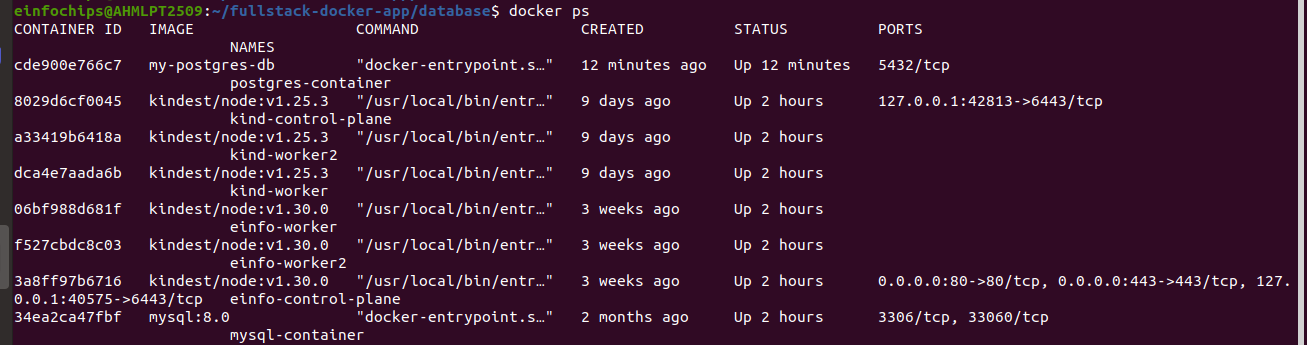 einfochips@AHMLPT2509:~/fullstack-docker-app/database$ docker ps
CONTAINER ID   IMAGE                  COMMAND                  CREATED          STATUS          PORTS
                        NAMES
cde900e766c7   my-postgres-db         "docker-entrypoint.s…"   12 minutes ago   Up 12 minutes   5432/tcp
                        postgres-container
8029d6cf0045   kindest/node:v1.25.3   "/usr/local/bin/entr…"   9 days ago       Up 2 hours      127.0.0.1:42813->6443/tcp
                        kind-control-plane
a33419b6418a   kindest/node:v1.25.3   "/usr/local/bin/entr…"   9 days ago       Up 2 hours
                        kind-worker2
dca4e7aada6b   kindest/node:v1.25.3   "/usr/local/bin/entr…"   9 days ago       Up 2 hours
                        kind-worker
06bf988d681f   kindest/node:v1.30.0   "/usr/local/bin/entr…"   3 weeks ago      Up 2 hours
                        einfo-worker
f527cbdc8c03   kindest/node:v1.30.0   "/usr/local/bin/entr…"   3 weeks ago      Up 2 hours
                        einfo-worker2
3a8ff97b6716   kindest/node:v1.30.0   "/usr/local/bin/entr…"   3 weeks ago      Up 2 hours      0.0.0.0:80->80/tcp, 0.0.0.0:443->443/tcp, 127.
0.0.1:40575->6443/tcp   einfo-control-plane
34ea2ca47fbf   mysql:8.0              "docker-entrypoint.s…"   2 months ago     Up 2 hours      3306/tcp, 33060/tcp
                        mysql-container